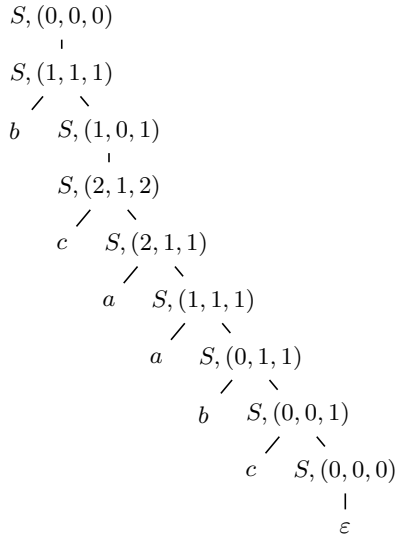 S, (0, 0, 0)
S, (1, 1, 1)
b S, (1, 0, 1)
S, (2, 1, 2)
c S, (2, 1, 1)
a S, (1, 1, 1)
a S, (0, 1, 1)
b S, (0, 0, 1)
c S, (0, 0, 0)
ε